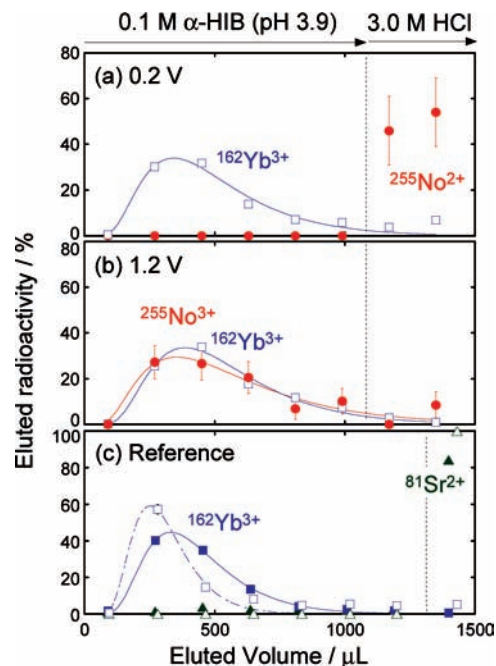 0.1 M α-HIB (pH 3.9) 3.0 M HCl
80
(a) 0.2 V
60
¹⁶²Yb³⁺
40
²⁵⁵No²⁺
20
0
80
(b) 1.2 V
60
²⁵⁵No³⁺
¹⁶²Yb³⁺
40
20
0
100
(c) Reference
80
⁸¹Sr²⁺
60
¹⁶²Yb³⁺
40
20
0
0 500 1000 1500
Eluted Volume / μL
Eluted radioactivity / %